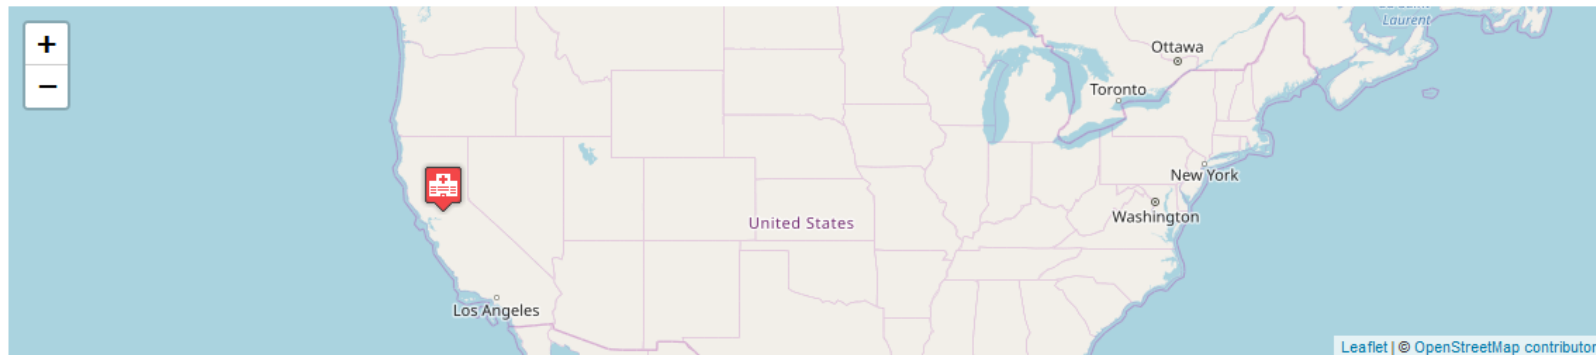 +
−
Laurent
Ottawa
Toronto
New York
Washington
United States
Los Angeles
Leaflet | © OpenStreetMap contributor